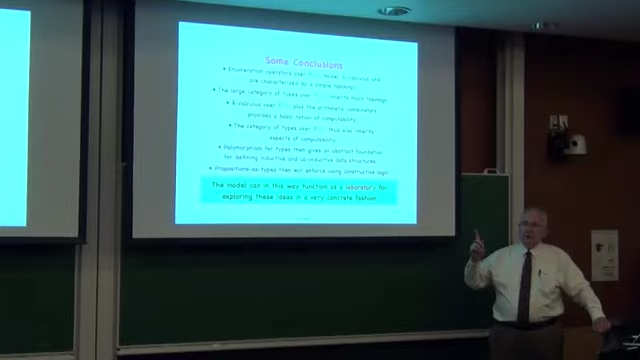 Some Conclusions
• Enumeration operators over model λ-calculus and
are characterized by a simple topology.
• The large category of types over inherits much topology.
• λ-calculus over plus the arithmetic combinators
provides a basic notion of computability.
• The category of types over thus also inherits
aspects of computability.
• Polymorphism for types then gives an abstract foundation
for defining inductive and co-inductive data structures.
• Propositions-as-types then will enforce using constructive logic.
The model can in this way function as a laboratory for
exploring these ideas in a very concrete fashion.